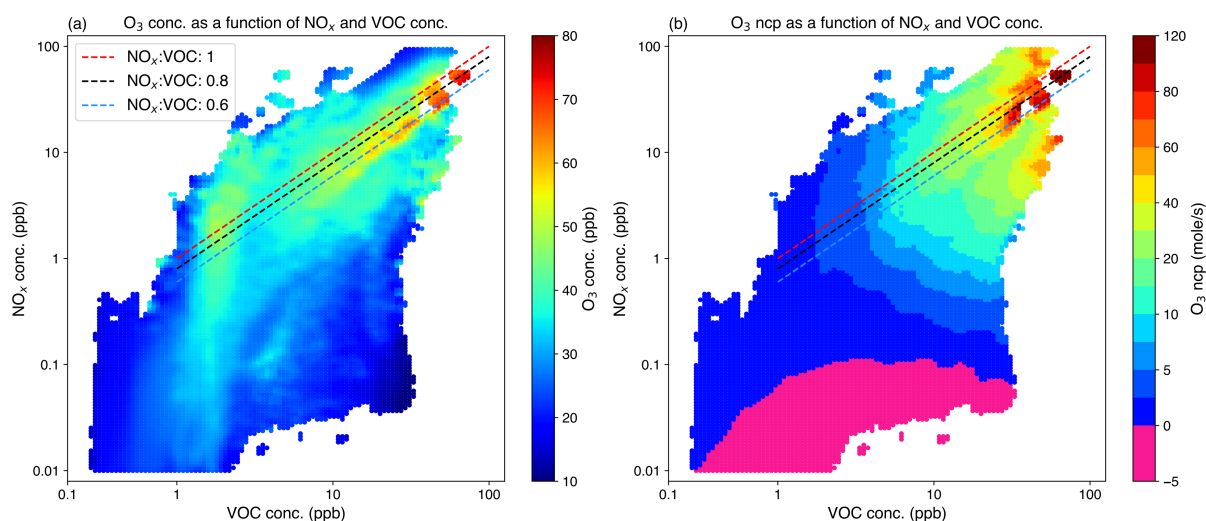 (a) O₃ conc. as a function of NOₓ and VOC conc.
NOₓ:VOC: 1
NOₓ:VOC: 0.8
NOₓ:VOC: 0.6
100
10
1
0.1
0.01
NOₓ conc. (ppb)
0.1 1 10 100
VOC conc. (ppb)
80
70
60
50
40
30
20
10
O₃ conc. (ppb)
(b) O₃ ncp as a function of NOₓ and VOC conc.
100
10
1
0.1
0.01
NOₓ conc. (ppb)
0.1 1 10 100
VOC conc. (ppb)
120
80
60
40
20
10
5
0
−5
O₃ ncp (mole/s)